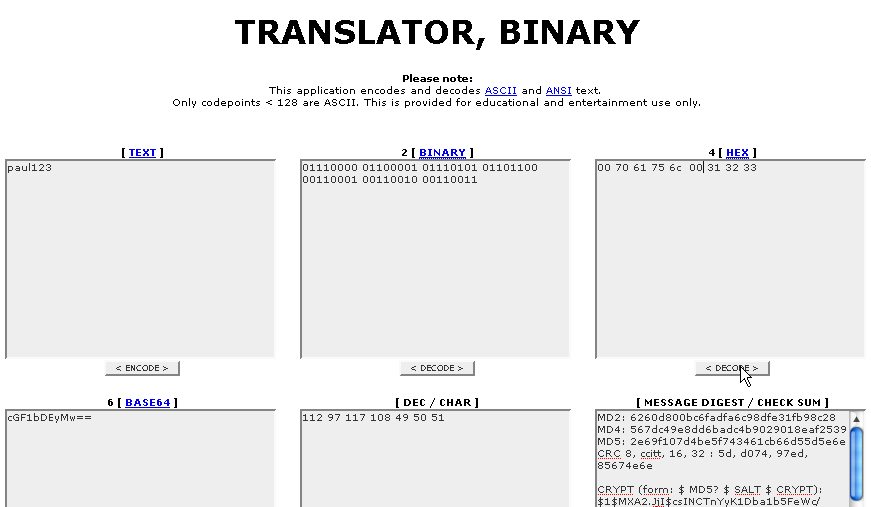 TRANSLATOR, BINARY
Please note:
This application encodes and decodes ASCII and ANSI text.
Only codepoints < 128 are ASCII. This is provided for educational and entertainment use only.
[ TEXT ]
paul123
< ENCODE >
2 [ BINARY ]
01110000 01100001 01110101 01101100
00110001 00110010 00110011
< DECODE >
4 [ HEX ]
00 70 61 75 6c  00 31 32 33
< DECODE >
6 [ BASE64 ]
cGF1bDEyMw==
[ DEC / CHAR ]
112 97 117 108 49 50 51
[ MESSAGE DIGEST / CHECK SUM ]
MD2: 6260d800bc6fadfa6c98dfe31fb98c28
MD4: 567dc49e8dd6badc4b9029018eaf2539
MD5: 2e69f107d4be5f743461cb66d55d5e6e
CRC 8, ccitt, 16, 32 : 5d, d074, 97ed,
85674e6e
CRYPT (form: $ MD5? $ SALT $ CRYPT):
$1$MXA2.JjI$csINCTnYyK1Dba1b5FeWc/